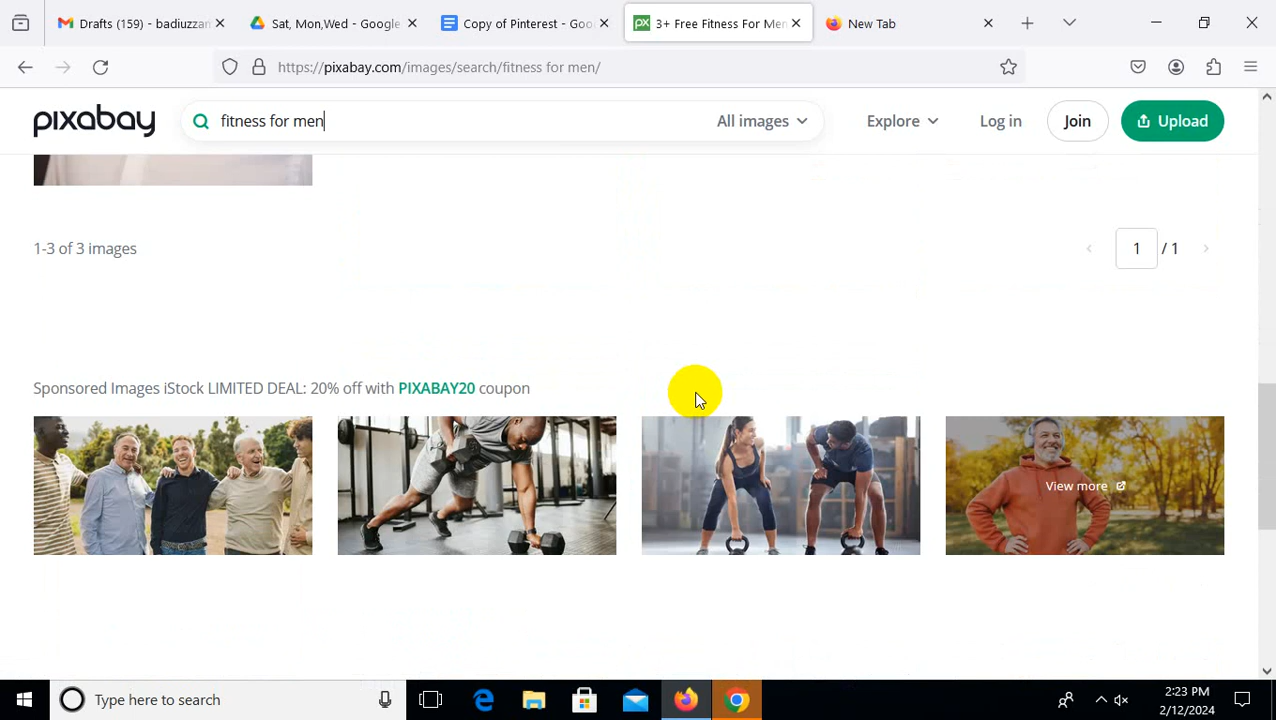 Drafts (159) - badiuzzan
Sat, Mon,Wed - Google
Copy of Pinterest - Goo
px 3+ Free Fitness For Men
New Tab
https://pixabay.com/images/search/fitness for men/
pixabay
fitness for men
All images
Explore
Log in
Join
Upload
1-3 of 3 images
1 / 1
Sponsored Images iStock LIMITED DEAL: 20% off with PIXABAY20 coupon
View more
Type here to search
2:23 PM
2/12/2024